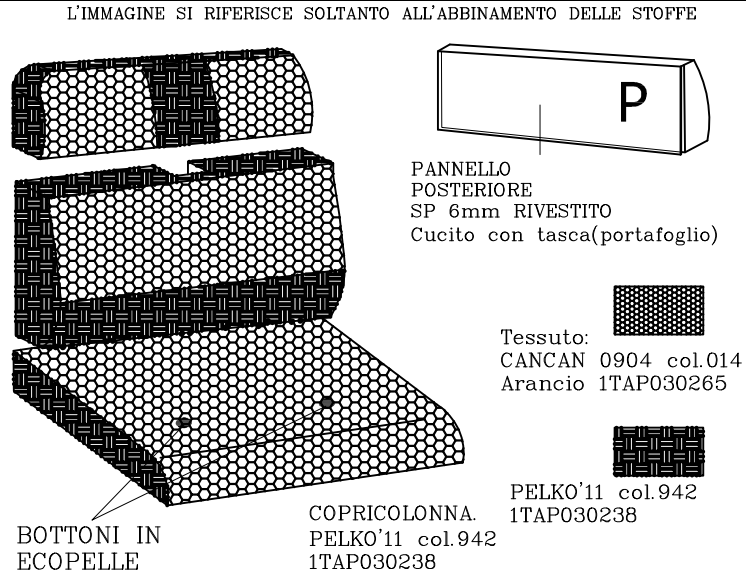 L'IMMAGINE SI RIFERISCE SOLTANTO ALL'ABBINAMENTO DELLE STOFFE
P
PANNELLO
POSTERIORE
SP 6mm RIVESTITO
Cucito con tasca(portafoglio)
Tessuto:
CANCAN 0904 col.014
Arancio 1TAP030265
PELKO'11 col.942
1TAP030238
BOTTONI IN
ECOPELLE
COPRICOLONNA.
PELKO'11 col.942
1TAP030238